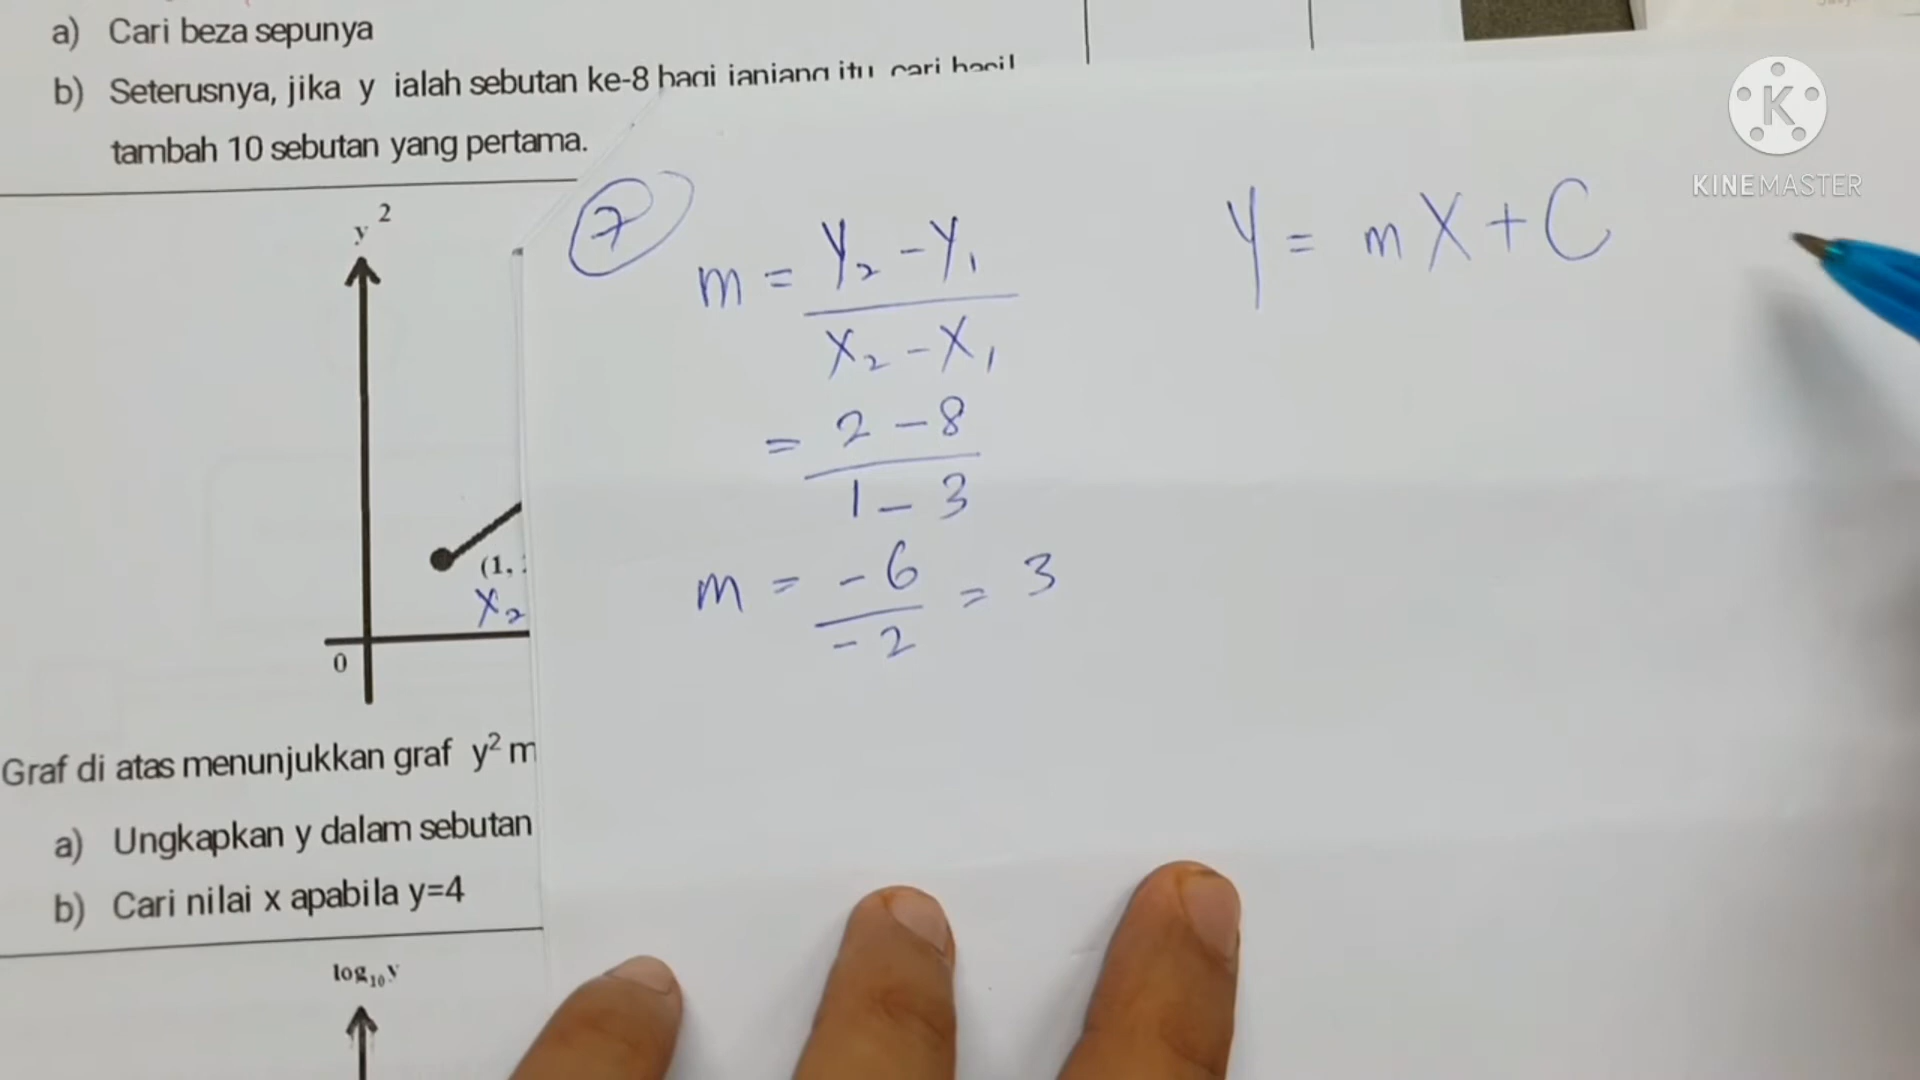 a) Cari beza sepunya
b) Seterusnya, jika y ialah sebutan ke-8 bagi janjang itu, cari hasil
tambah 10 sebutan yang pertama.
y 2
(1,
X₂
0
7
m = Y₂ - Y₁
X₂ - X₁
= 2 - 8
1 - 3
m = -6 = 3
-2
Y = mX + C
K
KINEMASTER
Graf di atas menunjukkan graf y² m
a) Ungkapkan y dalam sebutan
b) Cari nilai x apabila y=4
log₁₀y